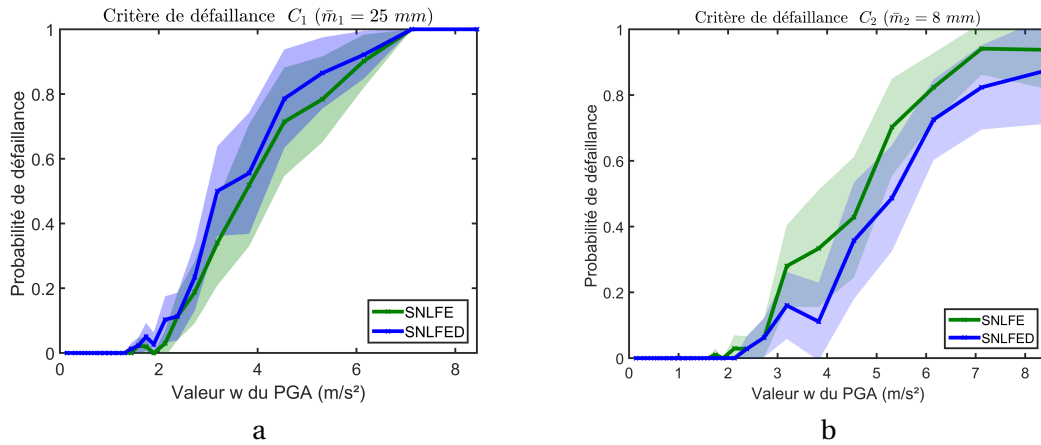 Critère de défaillance C₁ (m̄₁ = 25 mm)
Probabilité de défaillance
1
0.8
0.6
0.4
0.2
0
0 2 4 6 8
Valeur w du PGA (m/s²)
SNLFE
SNLFED
a
Critère de défaillance C₂ (m̄₂ = 8 mm)
Probabilité de défaillance
1
0.8
0.6
0.4
0.2
0
0 1 2 3 4 5 6 7 8
Valeur w du PGA (m/s²)
SNLFE
SNLFED
b